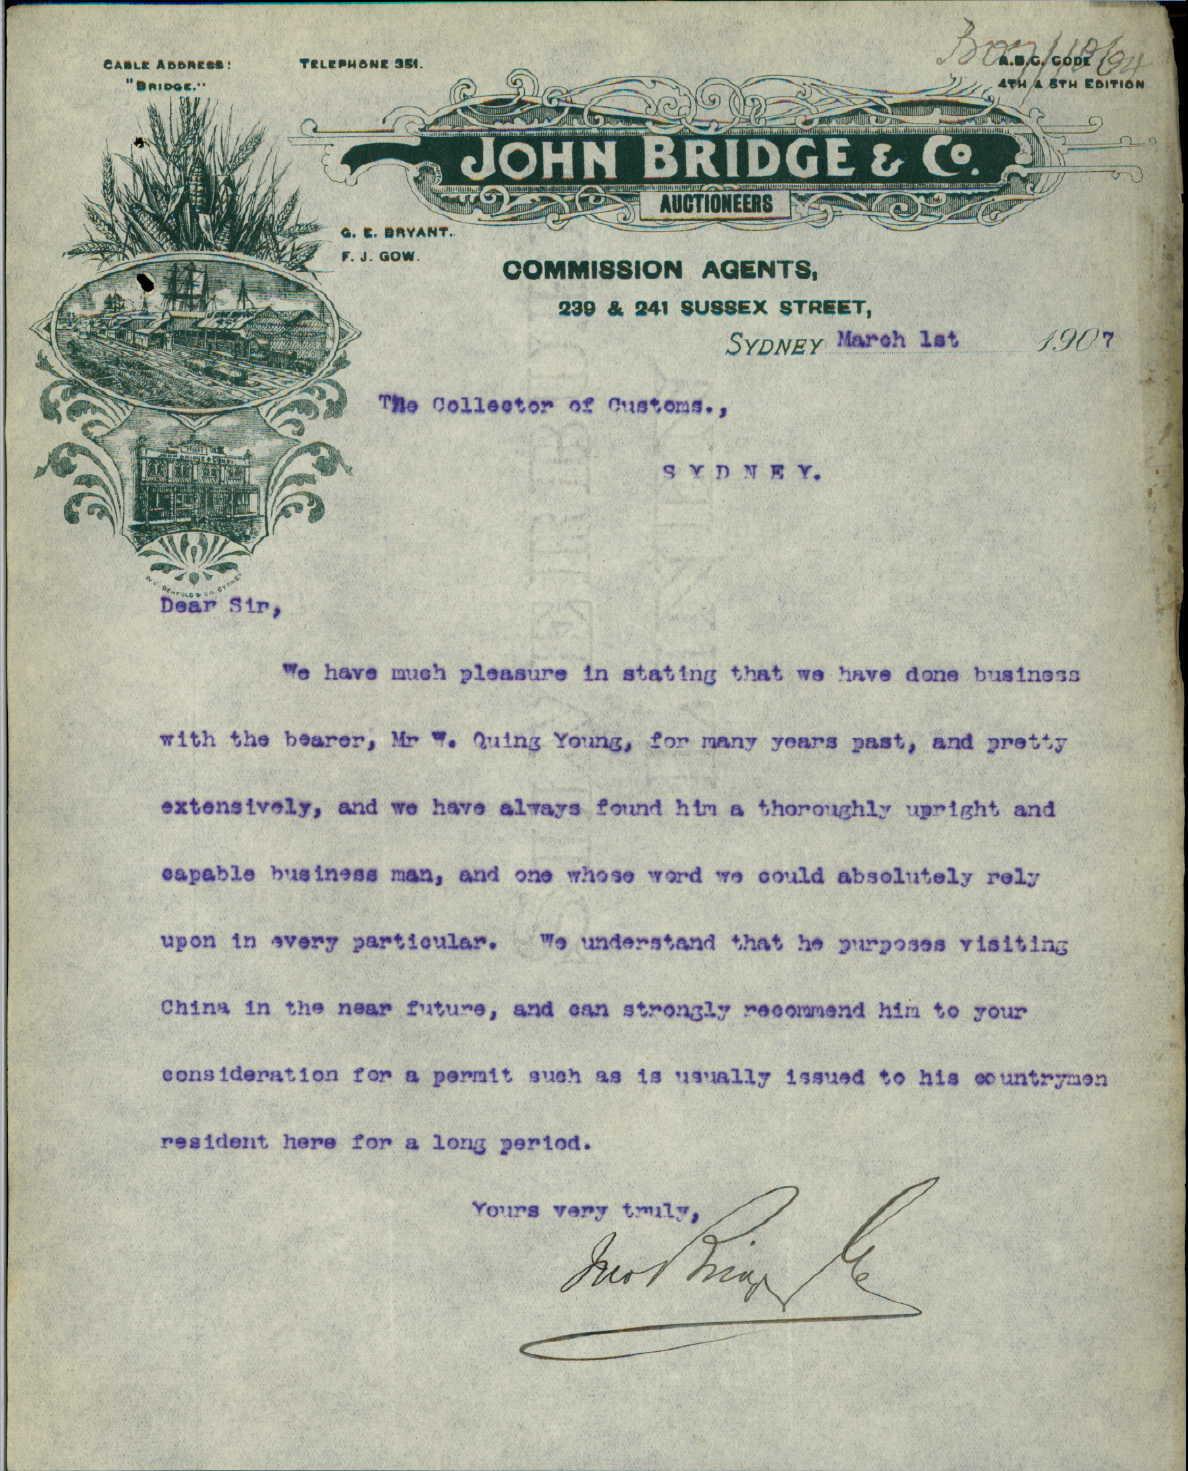 CABLE ADDRESS:
"BRIDGE."
TELEPHONE 351.
A.B.C. CODE
4TH & 5TH EDITION
JOHN BRIDGE & Co.
AUCTIONEERS
G. E. BRYANT.
F. J. GOW.
COMMISSION AGENTS,
239 & 241 SUSSEX STREET,
SYDNEY March 1st 1907
The Collector of Customs.,
SYDNEY.
Dear Sir,
We have much pleasure in stating that we have done business
with the bearer, Mr W. Quing Young, for many years past, and pretty
extensively, and we have always found him a thoroughly upright and
capable business man, and one whose word we could absolutely rely
upon in every particular. We understand that he purposes visiting
China in the near future, and can strongly recommend him to your
consideration for a permit such as is usually issued to his countrymen
resident here for a long period.
Yours very truly,
Jno Bridge & Co